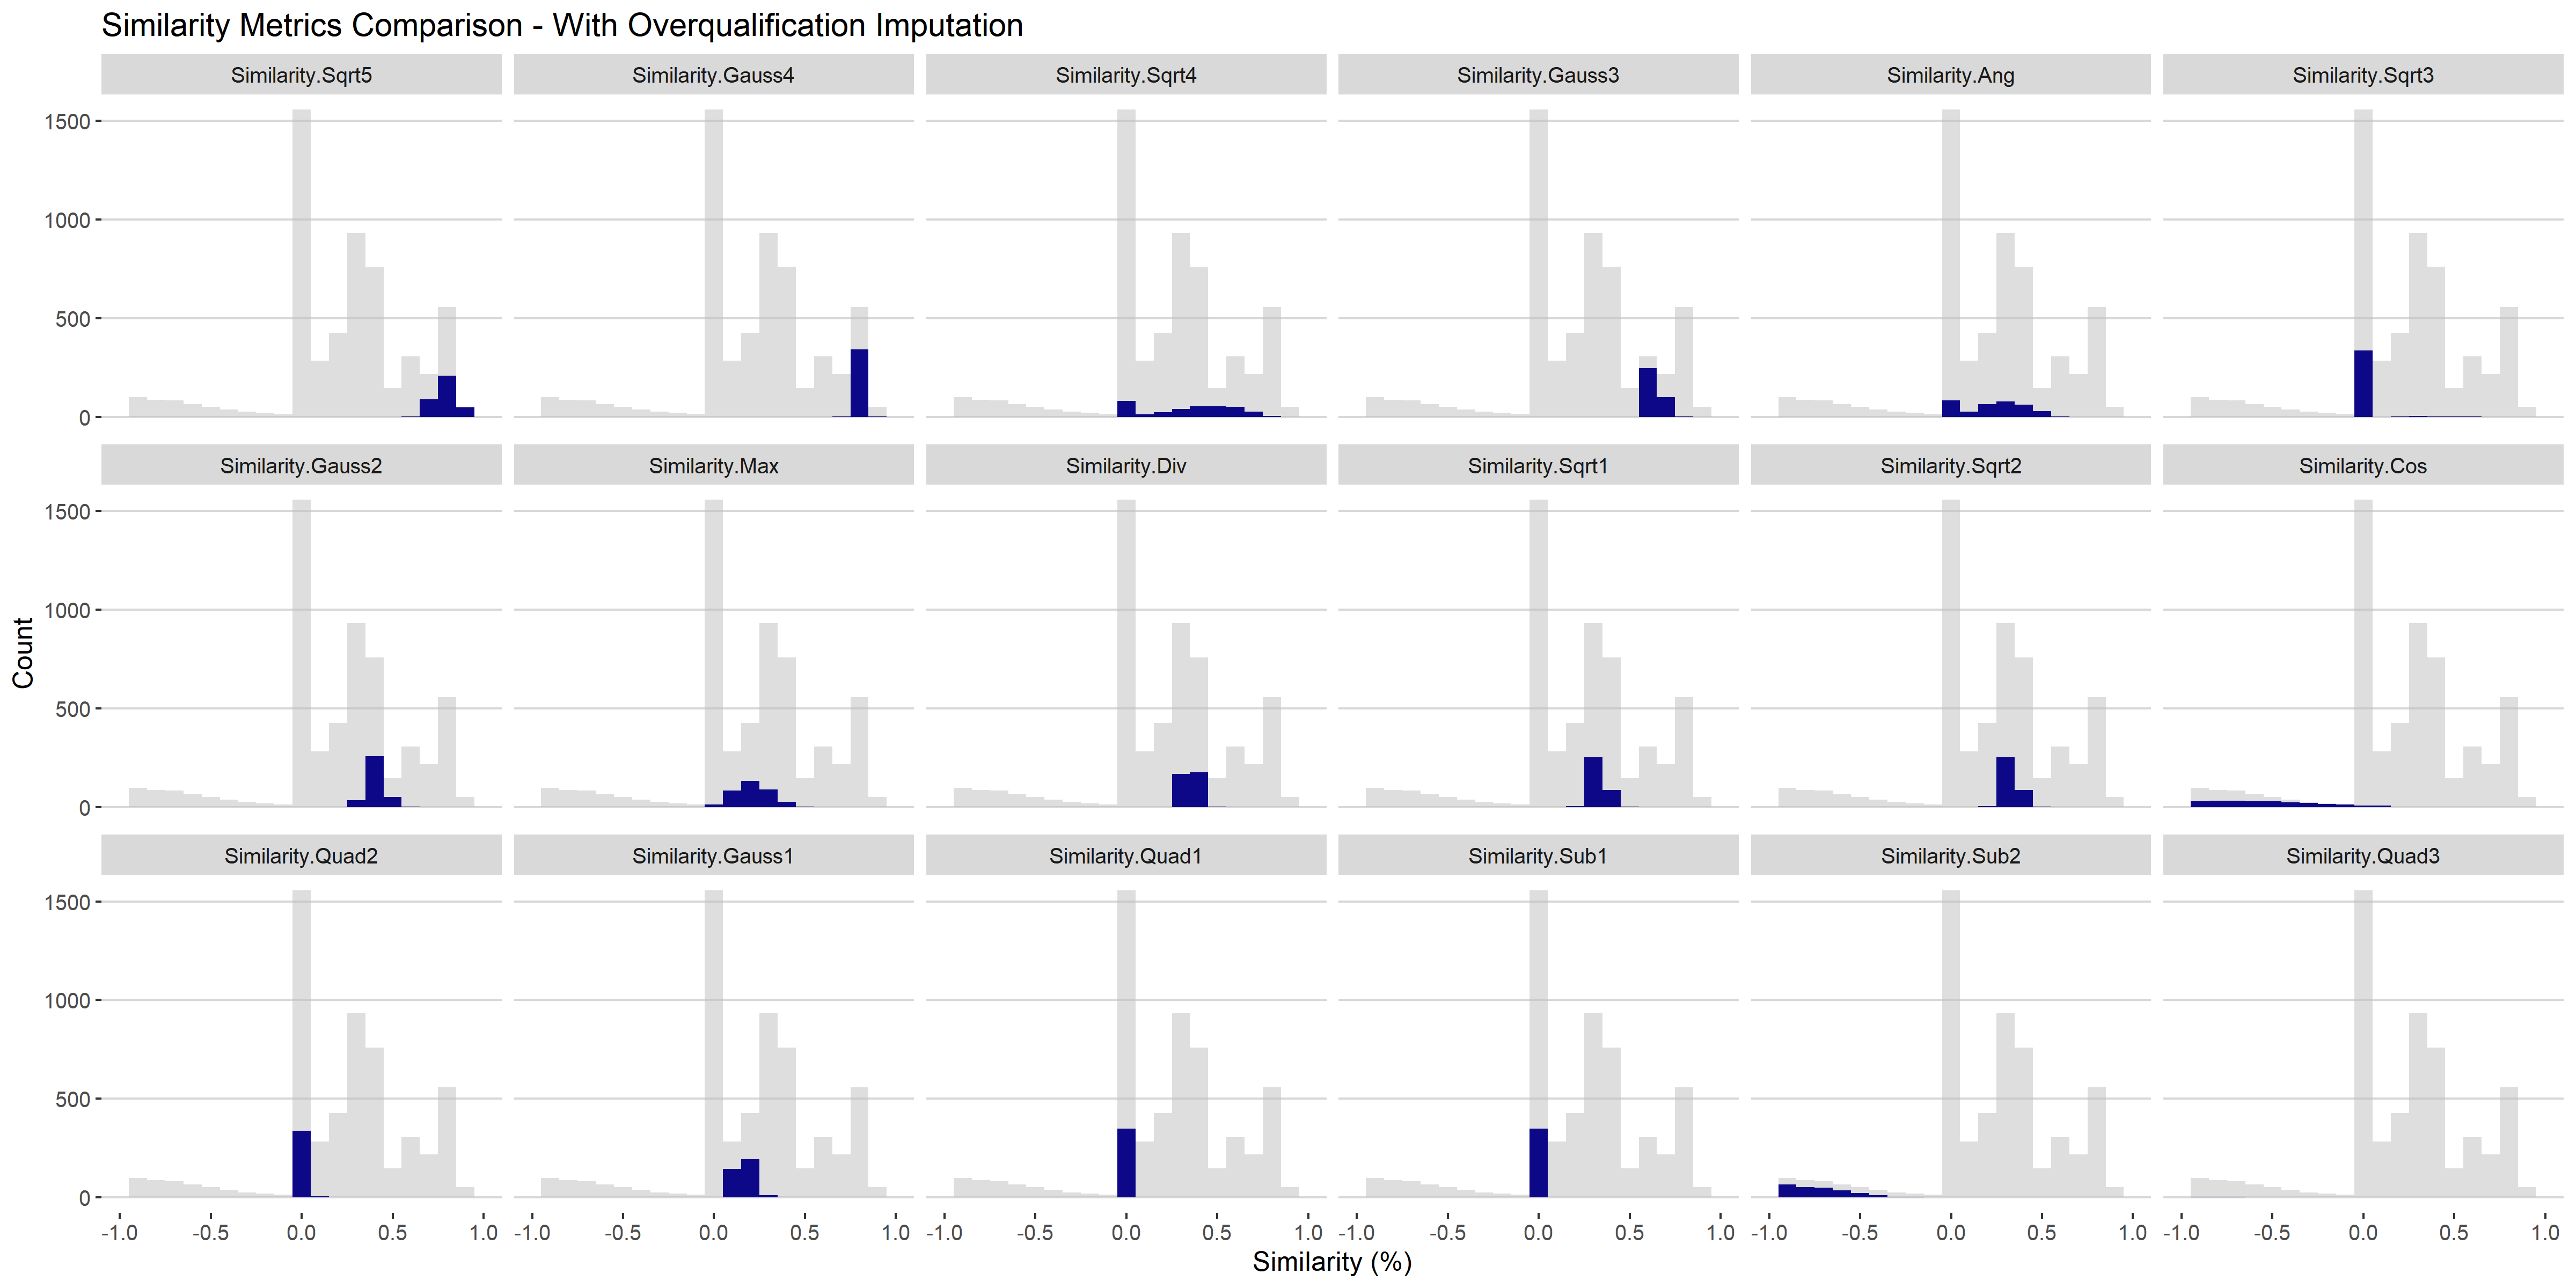 Similarity Metrics Comparison - With Overqualification Imputation
Similarity.Sqrt5 Similarity.Gauss4 Similarity.Sqrt4 Similarity.Gauss3 Similarity.Ang Similarity.Sqrt3
1500
1000
500
0
Similarity.Gauss2 Similarity.Max Similarity.Div Similarity.Sqrt1 Similarity.Sqrt2 Similarity.Cos
1500
1000
500
0
Count
Similarity.Quad2 Similarity.Gauss1 Similarity.Quad1 Similarity.Sub1 Similarity.Sub2 Similarity.Quad3
1500
1000
500
0
-1.0 -0.5 0.0 0.5 1.0 -1.0 -0.5 0.0 0.5 1.0 -1.0 -0.5 0.0 0.5 1.0 -1.0 -0.5 0.0 0.5 1.0 -1.0 -0.5 0.0 0.5 1.0 -1.0 -0.5 0.0 0.5 1.0
Similarity (%)